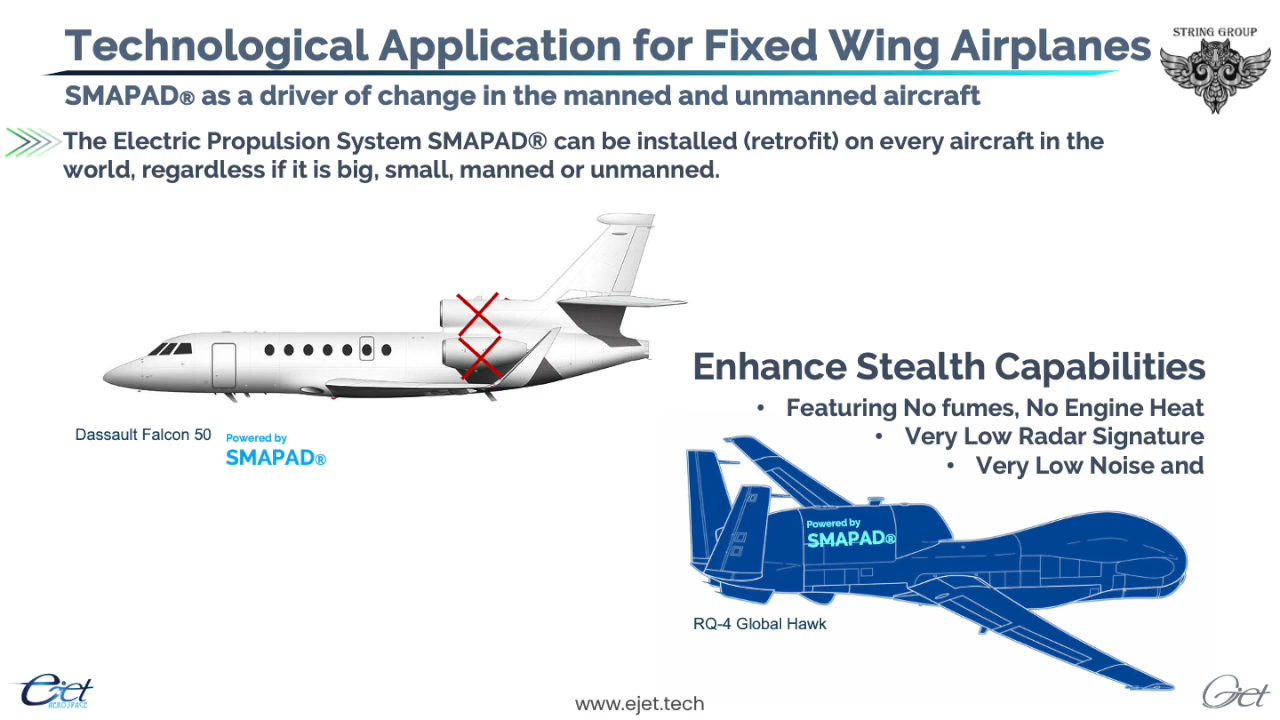 Technological Application for Fixed Wing Airplanes
STRING GROUP
SMAPAD® as a driver of change in the manned and unmanned aircraft
The Electric Propulsion System SMAPAD® can be installed (retrofit) on every aircraft in the
world, regardless if it is big, small, manned or unmanned.
Dassault Falcon 50
Powered by
SMAPAD®
Enhance Stealth Capabilities
• Featuring No fumes, No Engine Heat
• Very Low Radar Signature
• Very Low Noise and
Powered by
SMAPAD®
RQ-4 Global Hawk
eJet
AEROSPACE
www.ejet.tech